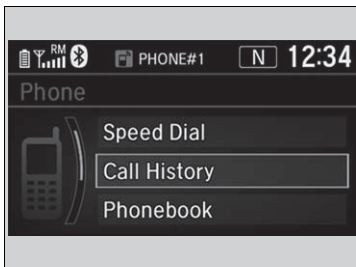 RM PHONE#1 N 12:34
Phone
Speed Dial
Call History
Phonebook